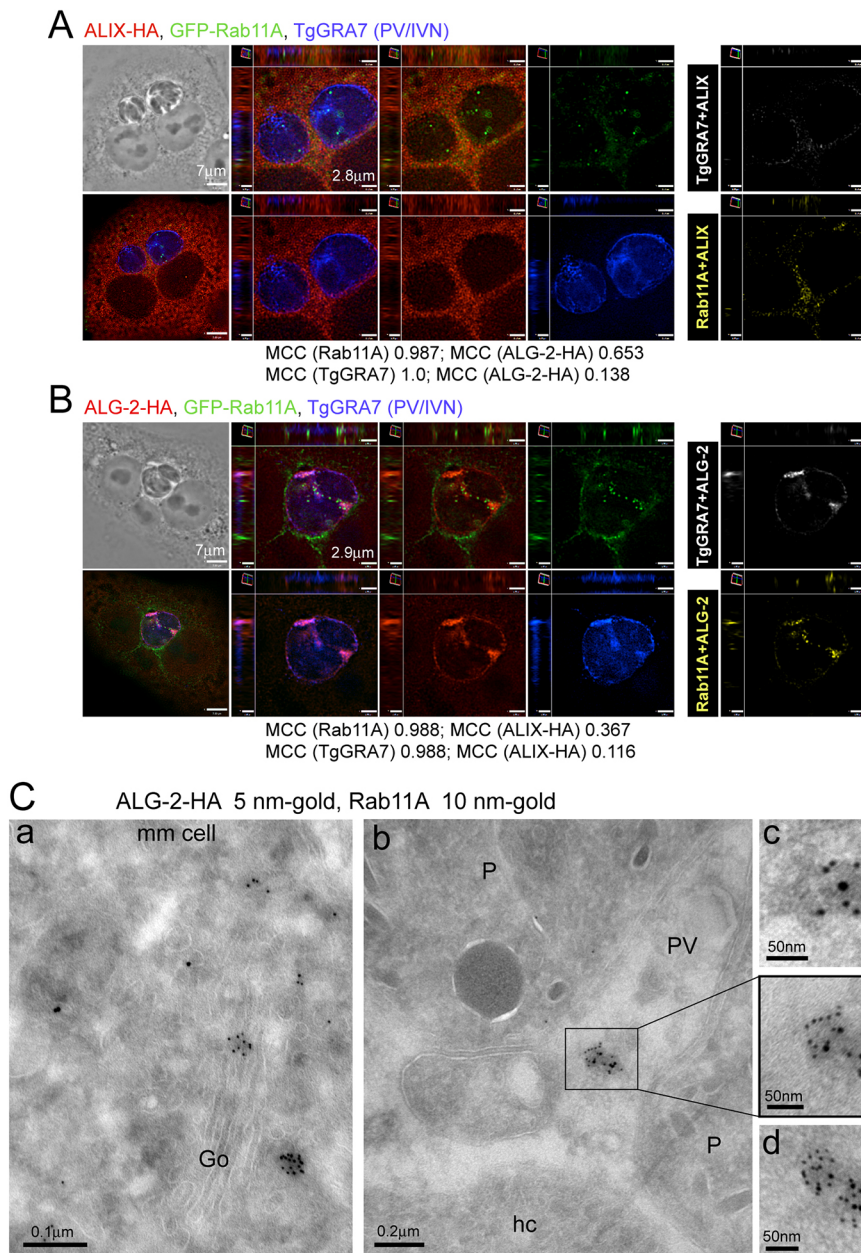 A
ALIX-HA, GFP-Rab11A, TgGRA7 (PV/IVN)
7μm
2.8μm
TgGRA7+ALIX
Rab11A+ALIX
MCC (Rab11A) 0.987; MCC (ALG-2-HA) 0.653
MCC (TgGRA7) 1.0; MCC (ALG-2-HA) 0.138
B
ALG-2-HA, GFP-Rab11A, TgGRA7 (PV/IVN)
7μm
2.9μm
TgGRA7+ALG-2
Rab11A+ALG-2
MCC (Rab11A) 0.988; MCC (ALIX-HA) 0.367
MCC (TgGRA7) 0.988; MCC (ALIX-HA) 0.116
C
ALG-2-HA 5 nm-gold, Rab11A 10 nm-gold
a
mm cell
Go
0.1μm
b
P
PV
P
hc
0.2μm
c
50nm
50nm
d
50nm